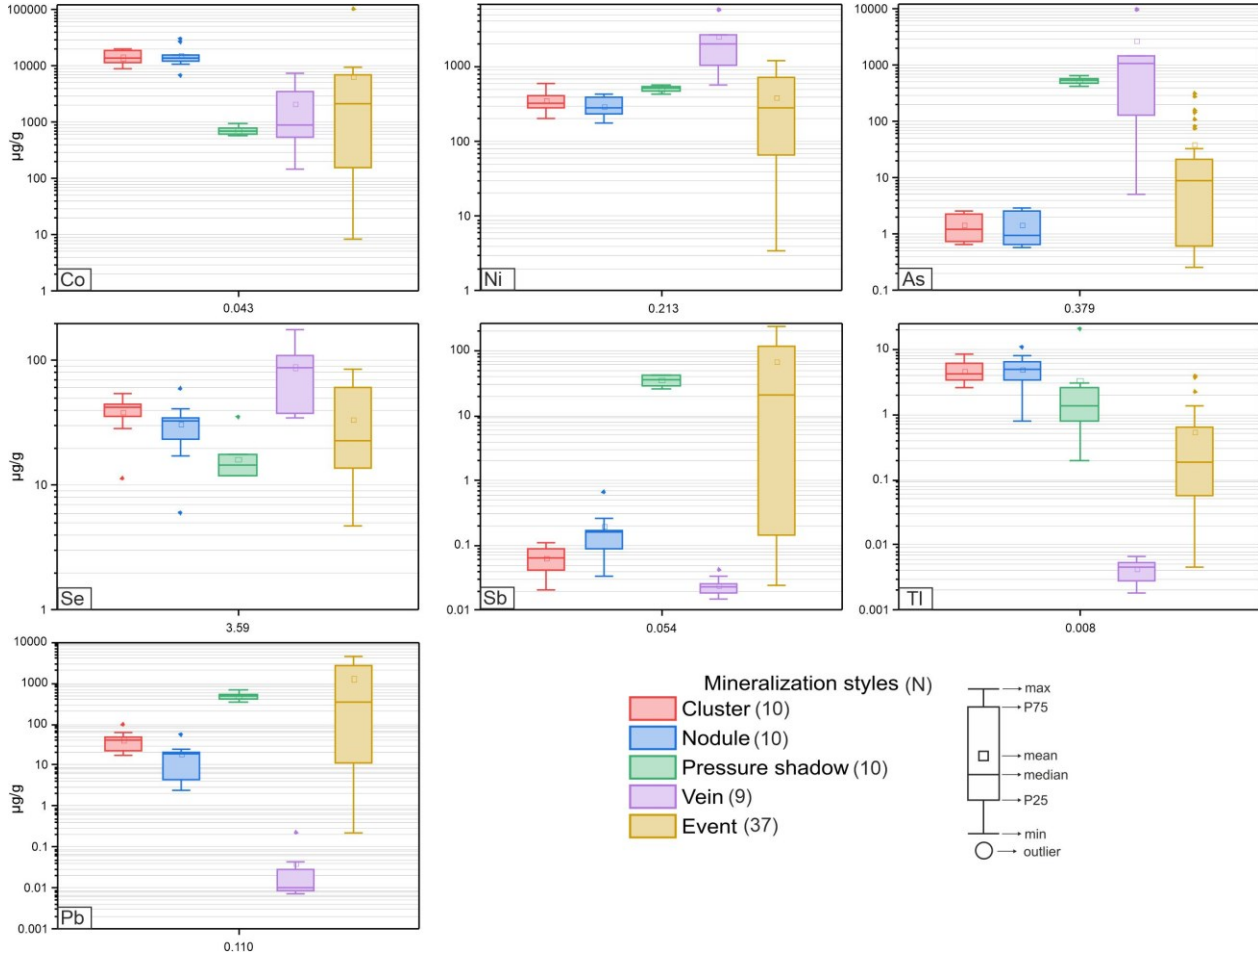 µg/g
100000
10000
1000
100
10
1
Co
0.043
1000
100
10
1
Ni
0.213
10000
1000
100
10
1
0.1
As
0.379
µg/g
100
10
1
Se
3.59
100
10
1
0.1
0.01
Sb
0.054
10
1
0.1
0.01
0.001
Tl
0.008
µg/g
10000
1000
100
10
1
0.1
0.01
0.001
Pb
0.110
Mineralization styles (N)
Cluster (10)
Nodule (10)
Pressure shadow (10)
Vein (9)
Event (37)
max
P75
mean
median
P25
min
outlier